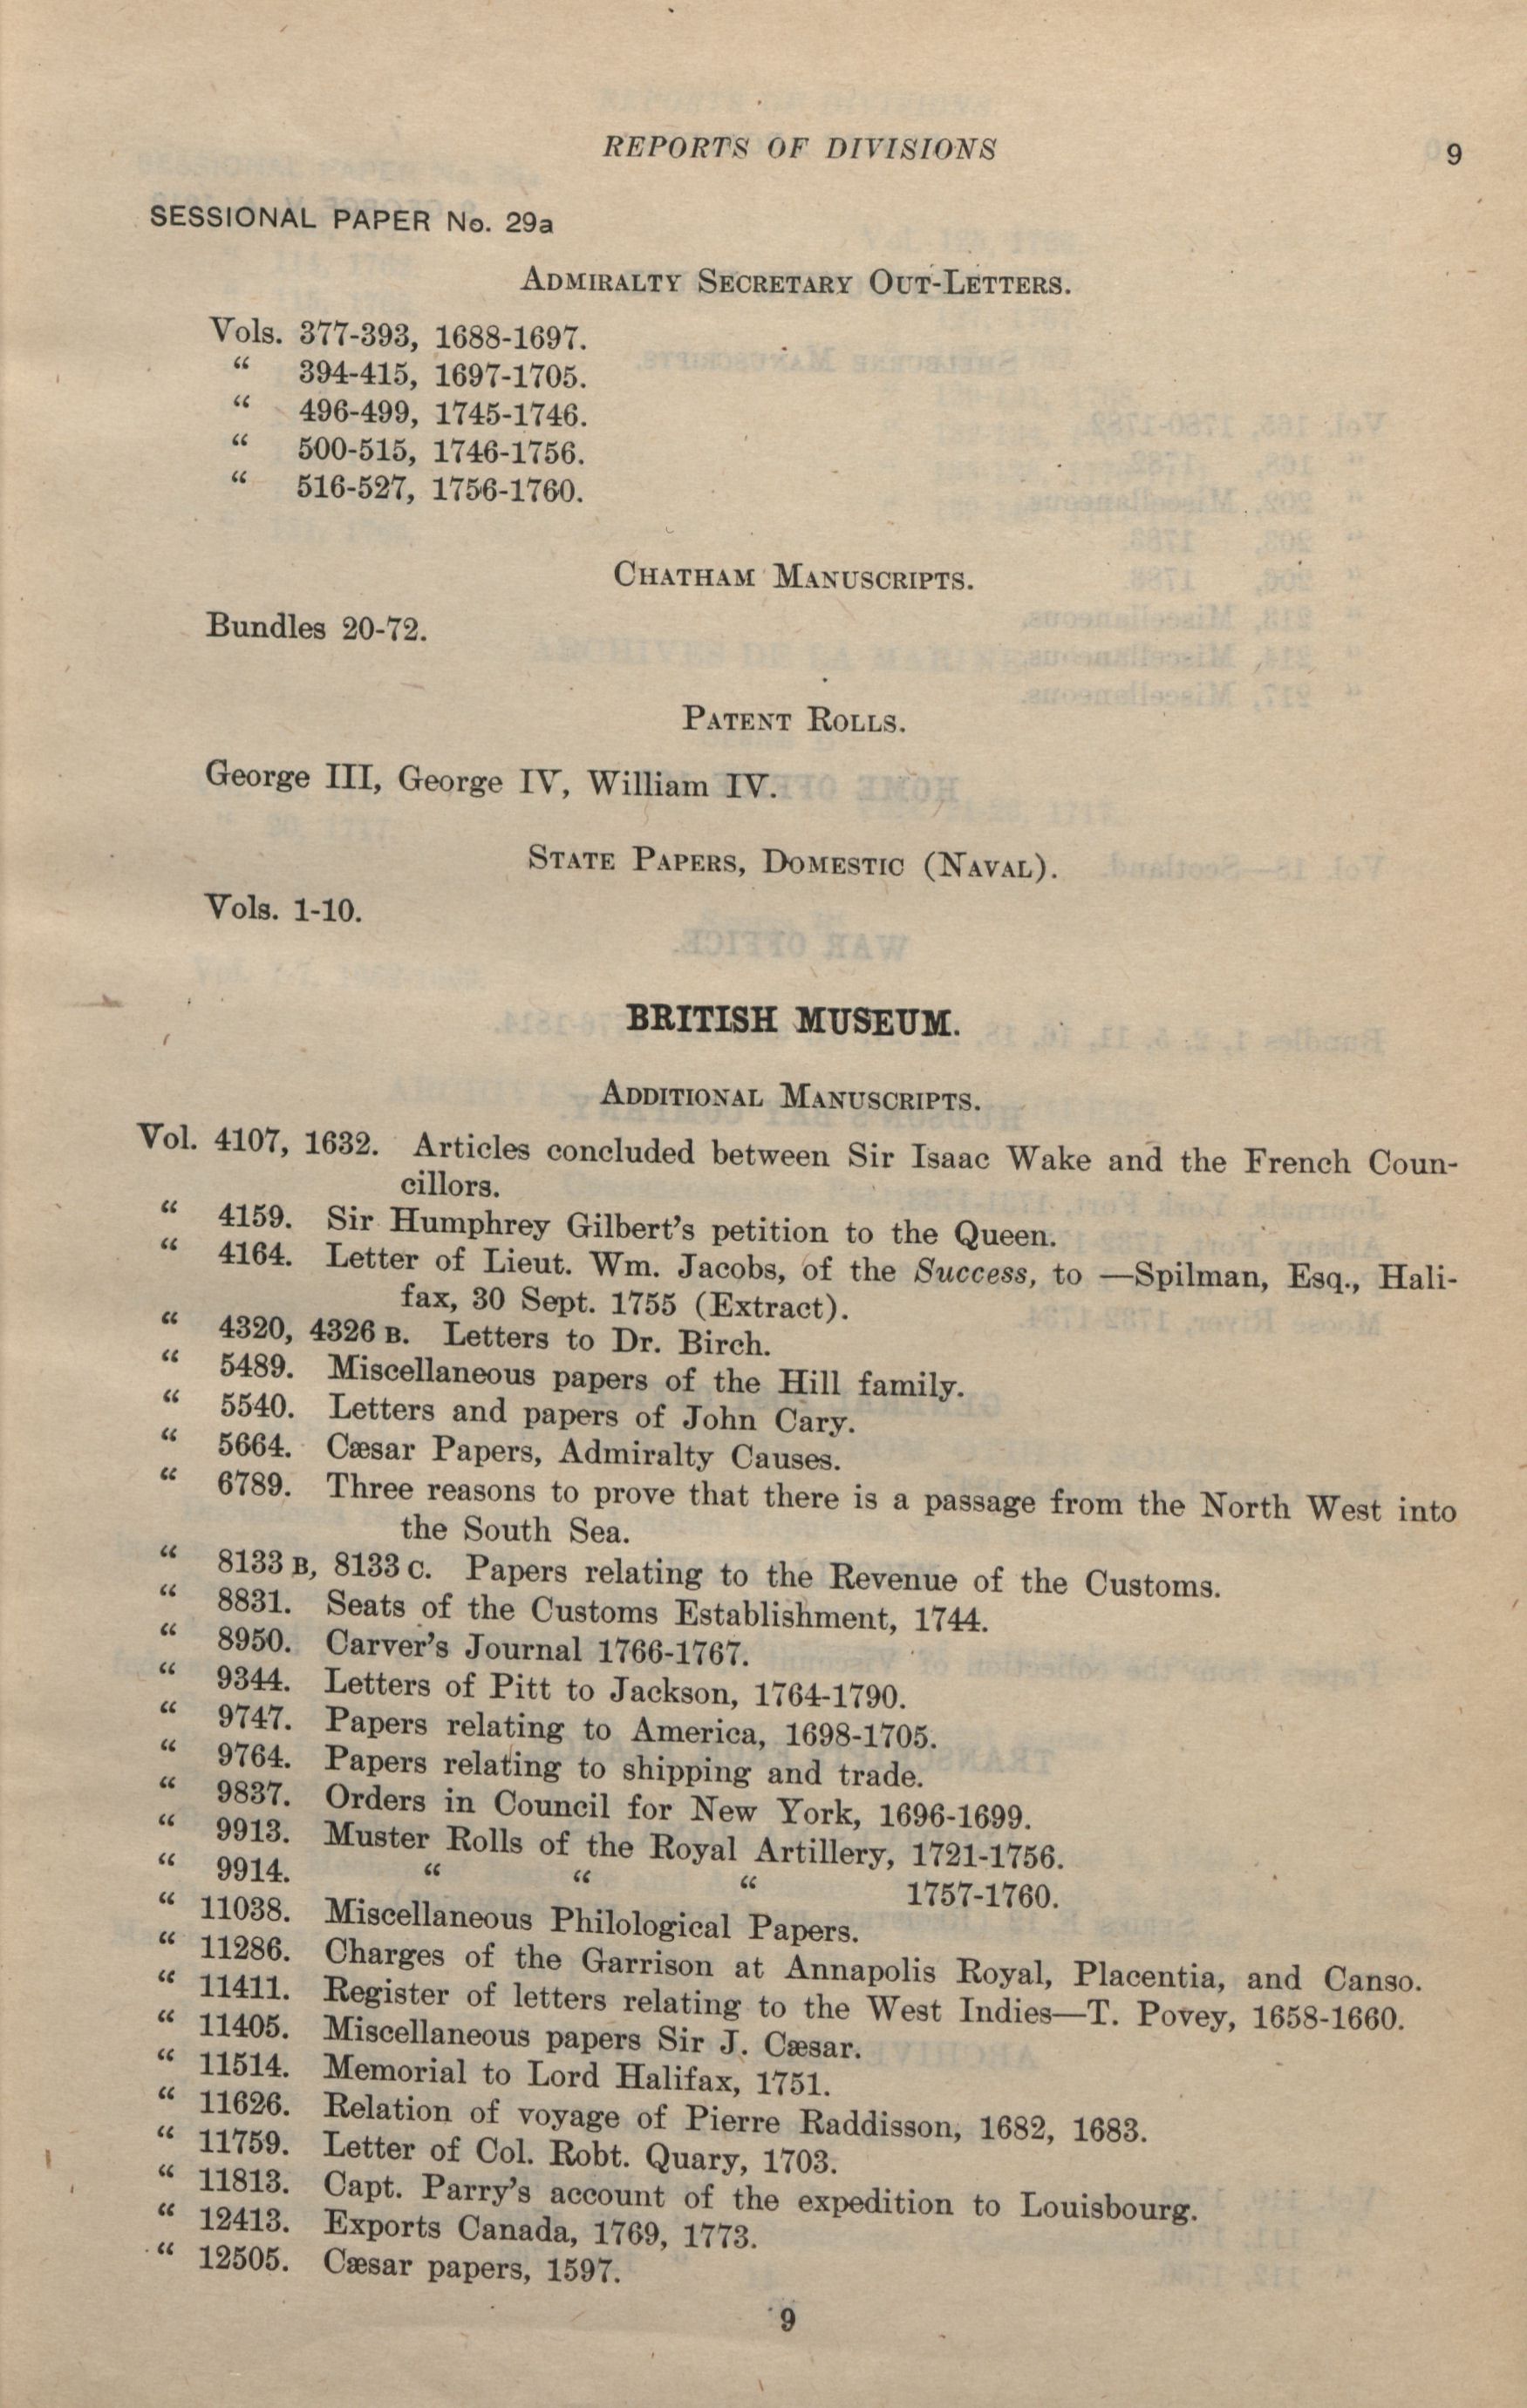 REPORTS OF DIVISIONS 9
SESSIONAL PAPER No. 29a
ADMIRALTY SECRETARY OUT-LETTERS.
Vols. 377-393, 1688-1697.
“ 394-415, 1697-1705.
“ 496-499, 1745-1746.
“ 500-515, 1746-1756.
“ 516-527, 1756-1760.
CHATHAM MANUSCRIPTS.
Bundles 20-72.
PATENT ROLLS.
George III, George IV, William IV.
STATE PAPERS, DOMESTIC (NAVAL).
Vols. 1-10.
BRITISH MUSEUM.
ADDITIONAL MANUSCRIPTS.
Vol. 4107, 1632. Articles concluded between Sir Isaac Wake and the French Coun-
cillors.
“ 4159. Sir Humphrey Gilbert’s petition to the Queen.
“ 4164. Letter of Lieut. Wm. Jacobs, of the Success, to —Spilman, Esq., Hali-
fax, 30 Sept. 1755 (Extract).
“ 4320, 4326 B. Letters to Dr. Birch.
“ 5489. Miscellaneous papers of the Hill family.
“ 5540. Letters and papers of John Cary.
“ 5664. Cæsar Papers, Admiralty Causes.
“ 6789. Three reasons to prove that there is a passage from the North West into
the South Sea.
“ 8133 B, 8133 C. Papers relating to the Revenue of the Customs.
“ 8831. Seats of the Customs Establishment, 1744.
“ 8950. Carver’s Journal 1766-1767.
“ 9344. Letters of Pitt to Jackson, 1764-1790.
“ 9747. Papers relating to America, 1698-1705.
“ 9764. Papers relating to shipping and trade.
“ 9837. Orders in Council for New York, 1696-1699.
“ 9913. Muster Rolls of the Royal Artillery, 1721-1756.
“ 9914. “ “ “ 1757-1760.
“ 11038. Miscellaneous Philological Papers.
“ 11286. Charges of the Garrison at Annapolis Royal, Placentia, and Canso.
“ 11411. Register of letters relating to the West Indies—T. Povey, 1658-1660.
“ 11405. Miscellaneous papers Sir J. Cæsar.
“ 11514. Memorial to Lord Halifax, 1751.
“ 11626. Relation of voyage of Pierre Raddisson, 1682, 1683.
“ 11759. Letter of Col. Robt. Quary, 1703.
“ 11813. Capt. Parry’s account of the expedition to Louisbourg.
“ 12413. Exports Canada, 1769, 1773.
“ 12505. Cæsar papers, 1597.
9